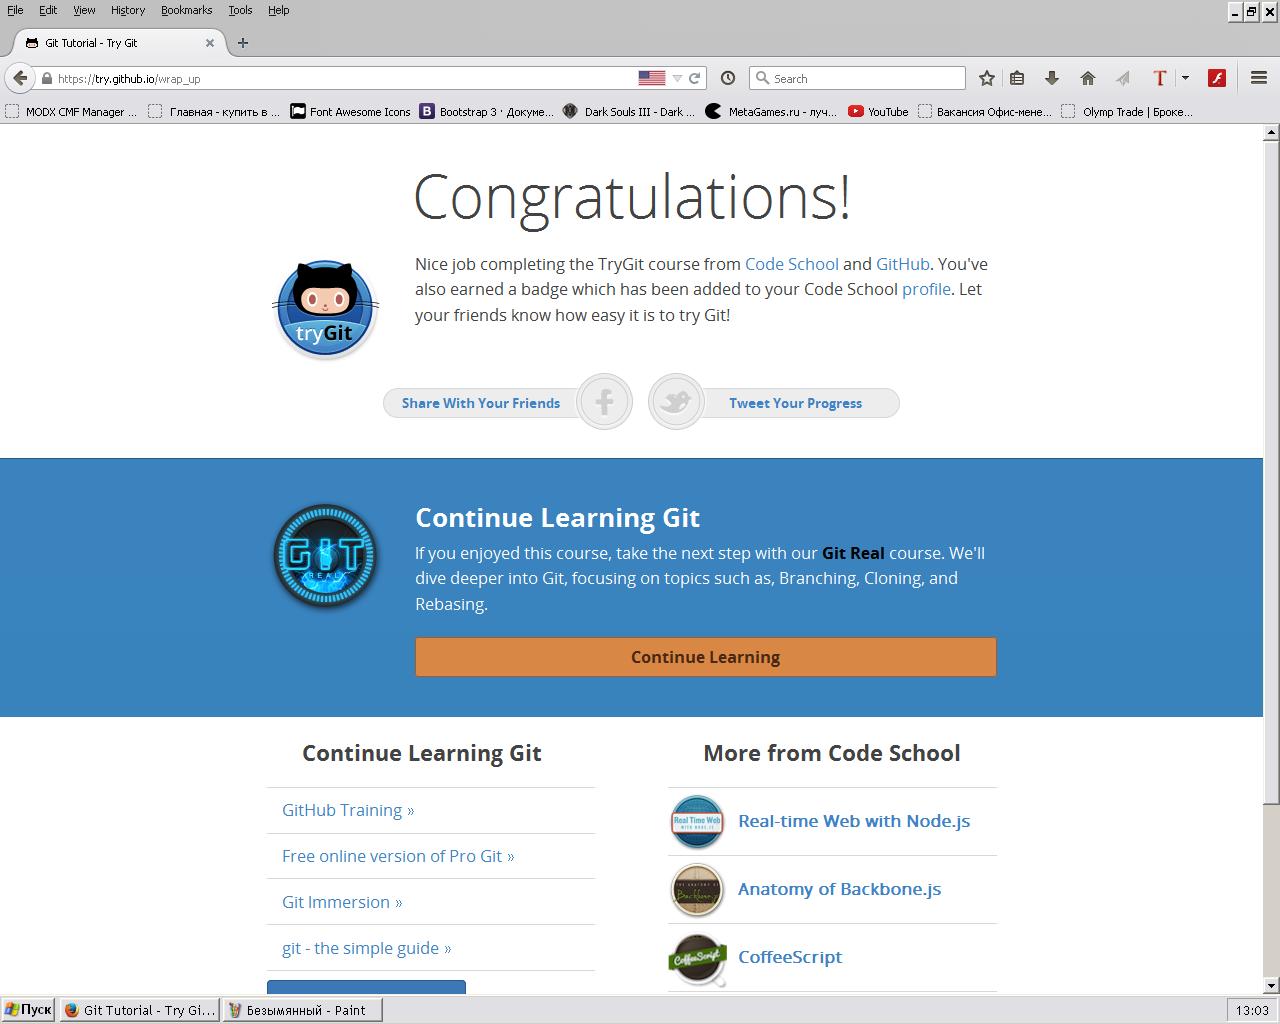 File Edit View History Bookmarks Tools Help
Git Tutorial - Try Git
https://try.github.io/wrap_up
Search
MODX CMF Manager ... Главная - купить в ... Font Awesome Icons Bootstrap 3 · Докуме... Dark Souls III - Dark ... MetaGames.ru - луч... YouTube Вакансия Офис-мене... Olymp Trade | Броке...
Congratulations!
Nice job completing the TryGit course from Code School and GitHub. You've
also earned a badge which has been added to your Code School profile. Let
your friends know how easy it is to try Git!
tryGit
Share With Your Friends
Tweet Your Progress
GIT
REAL
Continue Learning Git
If you enjoyed this course, take the next step with our Git Real course. We'll
dive deeper into Git, focusing on topics such as, Branching, Cloning, and
Rebasing.
Continue Learning
Continue Learning Git
GitHub Training »
Free online version of Pro Git »
Git Immersion »
git - the simple guide »
More from Code School
Real Time Web
WITH NODE.JS
Real-time Web with Node.js
THE ANATOMY OF
Backbone.js
Anatomy of Backbone.js
CoffeeScript
CoffeeScript
Пуск
Git Tutorial - Try Gi...
Безымянный - Paint
13:03